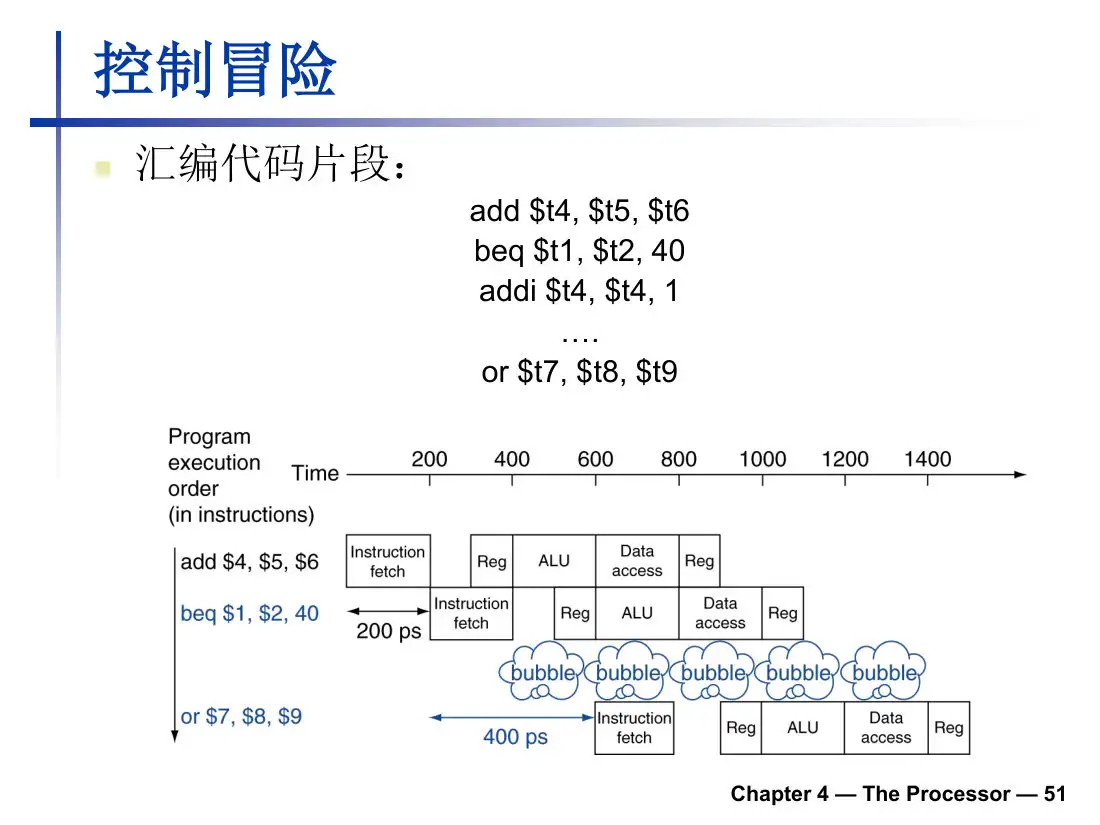 控制冒险
汇编代码片段：
add $t4, $t5, $t6
beq $t1, $t2, 40
addi $t4, $t4, 1
….
or $t7, $t8, $t9
Program
execution
order
(in instructions)
Time
200 400 600 800 1000 1200 1400
add $4, $5, $6
Instruction
fetch
Reg
ALU
Data
access
Reg
beq $1, $2, 40
200 ps
Instruction
fetch
Reg
ALU
Data
access
Reg
bubble bubble bubble bubble bubble
or $7, $8, $9
400 ps
Instruction
fetch
Reg
ALU
Data
access
Reg
Chapter 4 — The Processor — 51